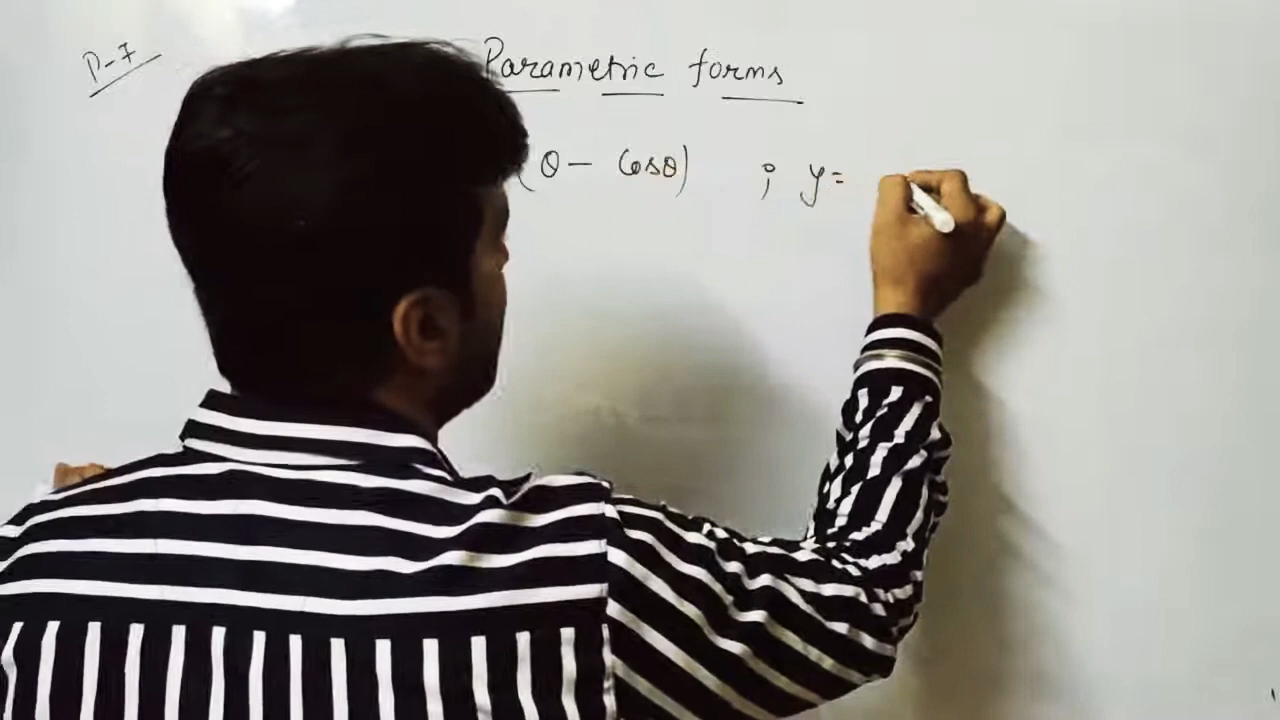 P-7
Parametric forms
(θ - Cosθ) ; y=